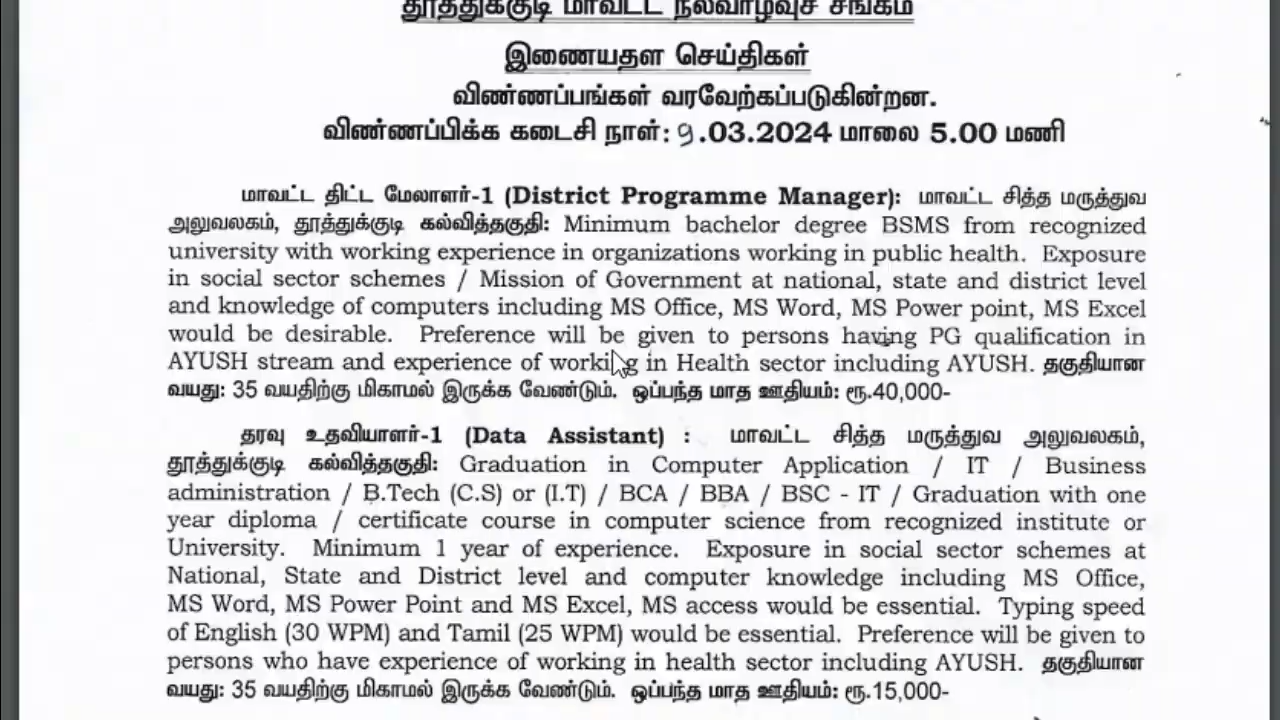 தூத்துக்குடி மாவட்ட நலவாழ்வுச் சங்கம்
இணையதள செய்திகள்
விண்ணப்பங்கள் வரவேற்கப்படுகின்றன.
விண்ணப்பிக்க கடைசி நாள்: 9.03.2024 மாலை 5.00 மணி
மாவட்ட திட்ட மேலாளர்-1 (District Programme Manager): மாவட்ட சித்த மருத்துவ
அலுவலகம், தூத்துக்குடி கல்வித்தகுதி: Minimum bachelor degree BSMS from recognized
university with working experience in organizations working in public health. Exposure
in social sector schemes / Mission of Government at national, state and district level
and knowledge of computers including MS Office, MS Word, MS Power point, MS Excel
would be desirable. Preference will be given to persons having PG qualification in
AYUSH stream and experience of working in Health sector including AYUSH. தகுதியான
வயது: 35 வயதிற்கு மிகாமல் இருக்க வேண்டும். ஒப்பந்த மாத ஊதியம்: ரூ.40,000-
தரவு உதவியாளர்-1 (Data Assistant) : மாவட்ட சித்த மருத்துவ அலுவலகம்,
தூத்துக்குடி கல்வித்தகுதி: Graduation in Computer Application / IT / Business
administration / B.Tech (C.S) or (I.T) / BCA / BBA / BSC - IT / Graduation with one
year diploma / certificate course in computer science from recognized institute or
University. Minimum 1 year of experience. Exposure in social sector schemes at
National, State and District level and computer knowledge including MS Office,
MS Word, MS Power Point and MS Excel, MS access would be essential. Typing speed
of English (30 WPM) and Tamil (25 WPM) would be essential. Preference will be given to
persons who have experience of working in health sector including AYUSH. தகுதியான
வயது: 35 வயதிற்கு மிகாமல் இருக்க வேண்டும். ஒப்பந்த மாத ஊதியம்: ரூ.15,000-